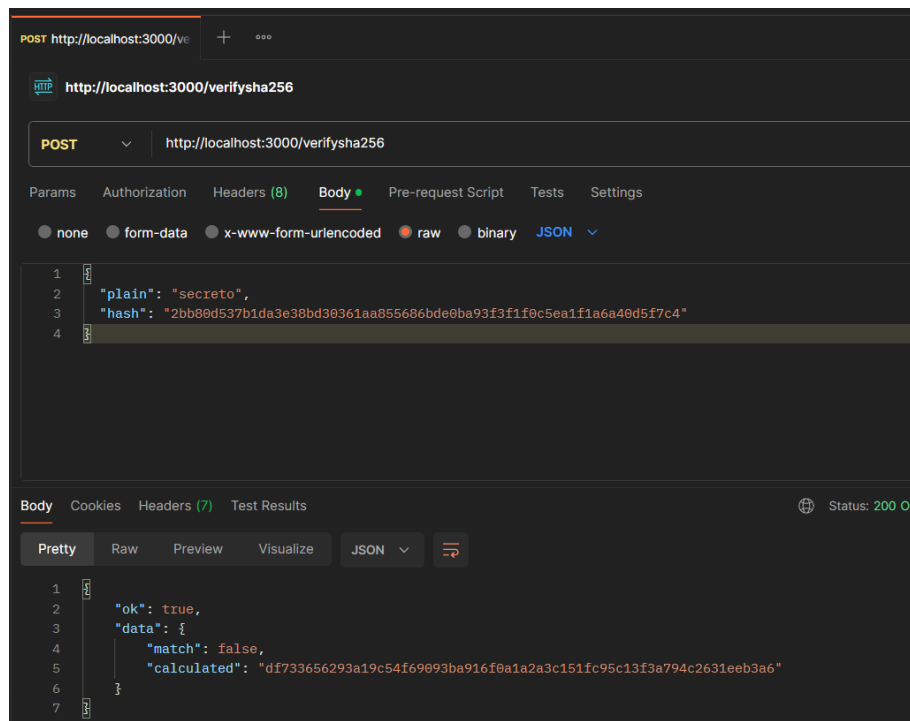 POST http://localhost:3000/ve
HTTP http://localhost:3000/verifysha256
POST http://localhost:3000/verifysha256
Params Authorization Headers (8) Body Pre-request Script Tests Settings
none form-data x-www-form-urlencoded raw binary JSON
1 {
2 "plain": "secreto",
3 "hash": "2bb80d537b1da3e38bd30361aa855686bde0ba93f3f1f0c5ea1f1a6a40d5f7c4"
4 }
Body Cookies Headers (7) Test Results Status: 200 O
Pretty Raw Preview Visualize JSON
1 {
2 "ok": true,
3 "data": {
4 "match": false,
5 "calculated": "df733656293a19c54f69093ba916f0a1a2a3c151fc95c13f3a794c2631eeb3a6"
6 }
7 }